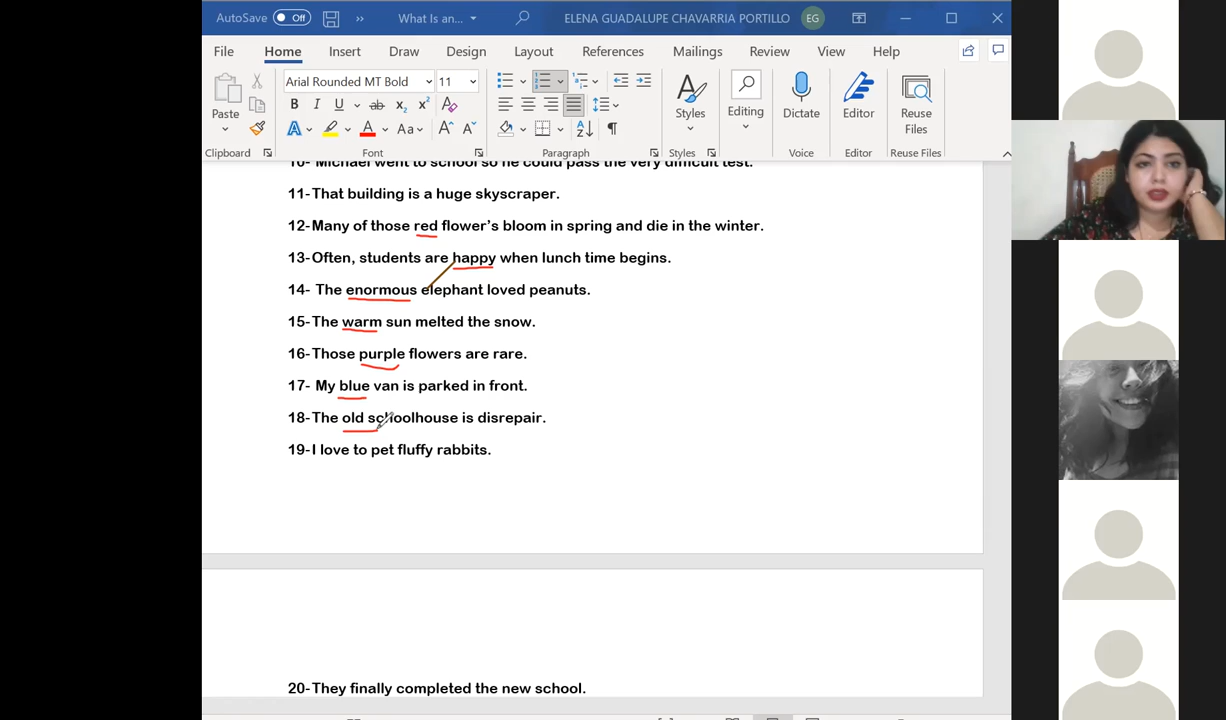 AutoSave Off What Is an... ELENA GUADALUPE CHAVARRIA PORTILLO EG
File Home Insert Draw Design Layout References Mailings Review View Help
Arial Rounded MT Bold 11
Paste Styles Editing Dictate Editor Reuse Files
Clipboard Font Paragraph Styles Voice Editor Reuse Files
10- Michael went to school so he could pass the very difficult test.
11-That building is a huge skyscraper.
12-Many of those red flower’s bloom in spring and die in the winter.
13-Often, students are happy when lunch time begins.
14- The enormous elephant loved peanuts.
15-The warm sun melted the snow.
16-Those purple flowers are rare.
17- My blue van is parked in front.
18-The old schoolhouse is disrepair.
19-I love to pet fluffy rabbits.
20-They finally completed the new school.